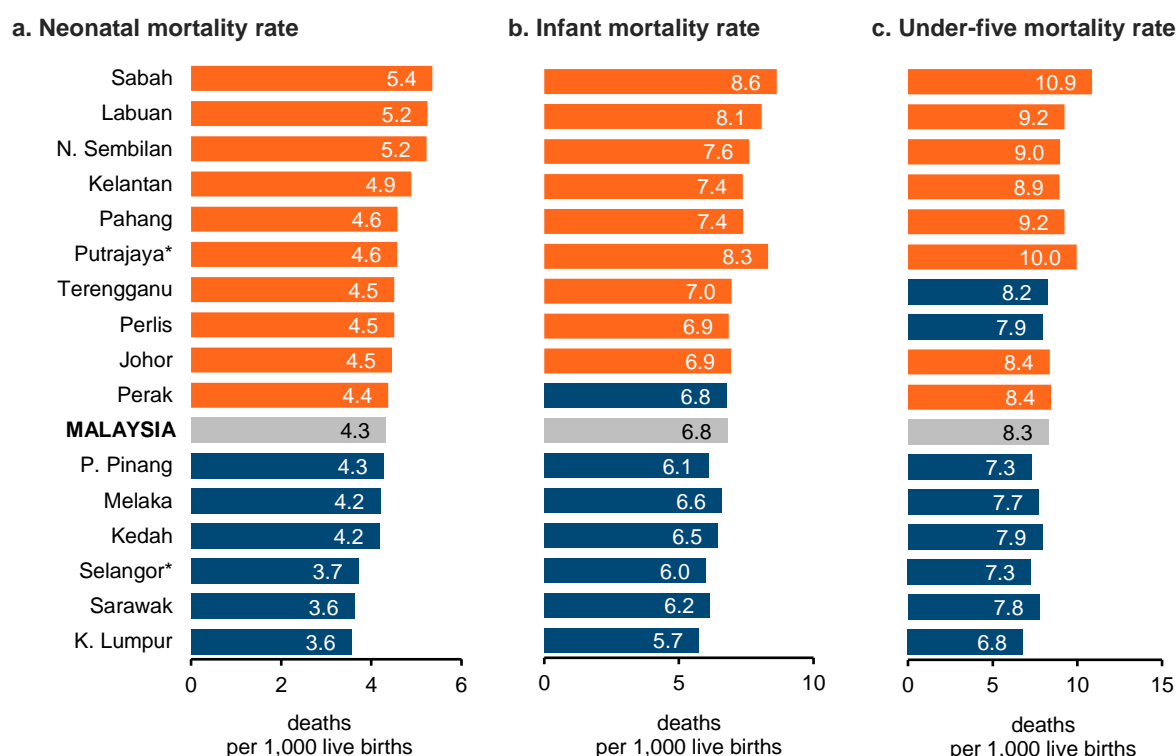 a. Neonatal mortality rate
b. Infant mortality rate
c. Under-five mortality rate
Sabah 5.4 8.6 10.9
Labuan 5.2 8.1 9.2
N. Sembilan 5.2 7.6 9.0
Kelantan 4.9 7.4 8.9
Pahang 4.6 7.4 9.2
Putrajaya* 4.6 8.3 10.0
Terengganu 4.5 7.0 8.2
Perlis 4.5 6.9 7.9
Johor 4.5 6.9 8.4
Perak 4.4 6.8 8.4
MALAYSIA 4.3 6.8 8.3
P. Pinang 4.3 6.1 7.3
Melaka 4.2 6.6 7.7
Kedah 4.2 6.5 7.9
Selangor* 3.7 6.0 7.3
Sarawak 3.6 6.2 7.8
K. Lumpur 3.6 5.7 6.8
0 2 4 6
0 5 10
0 5 10 15
deaths
per 1,000 live births
deaths
per 1,000 live births
deaths
per 1,000 live births